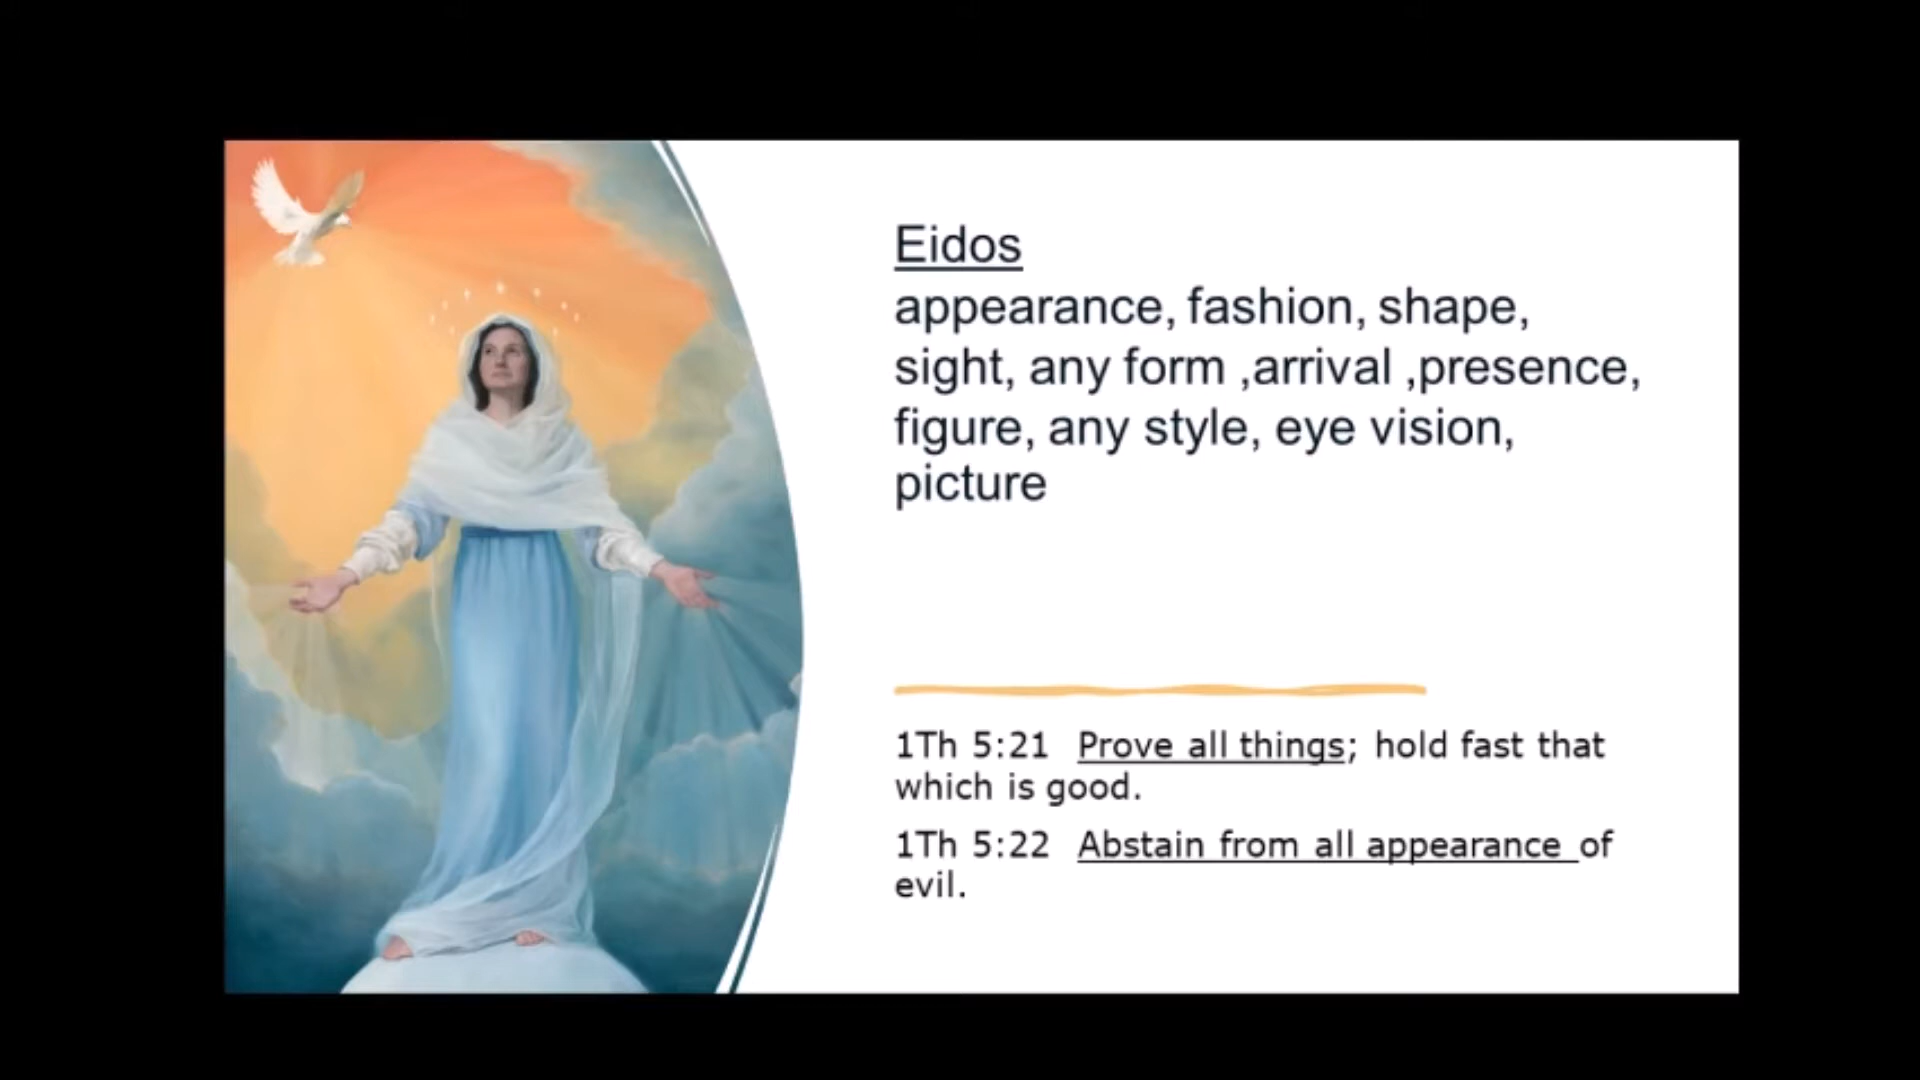 Eidos
appearance, fashion, shape,
sight, any form ,arrival ,presence,
figure, any style, eye vision,
picture
1Th 5:21 Prove all things; hold fast that
which is good.
1Th 5:22 Abstain from all appearance of
evil.